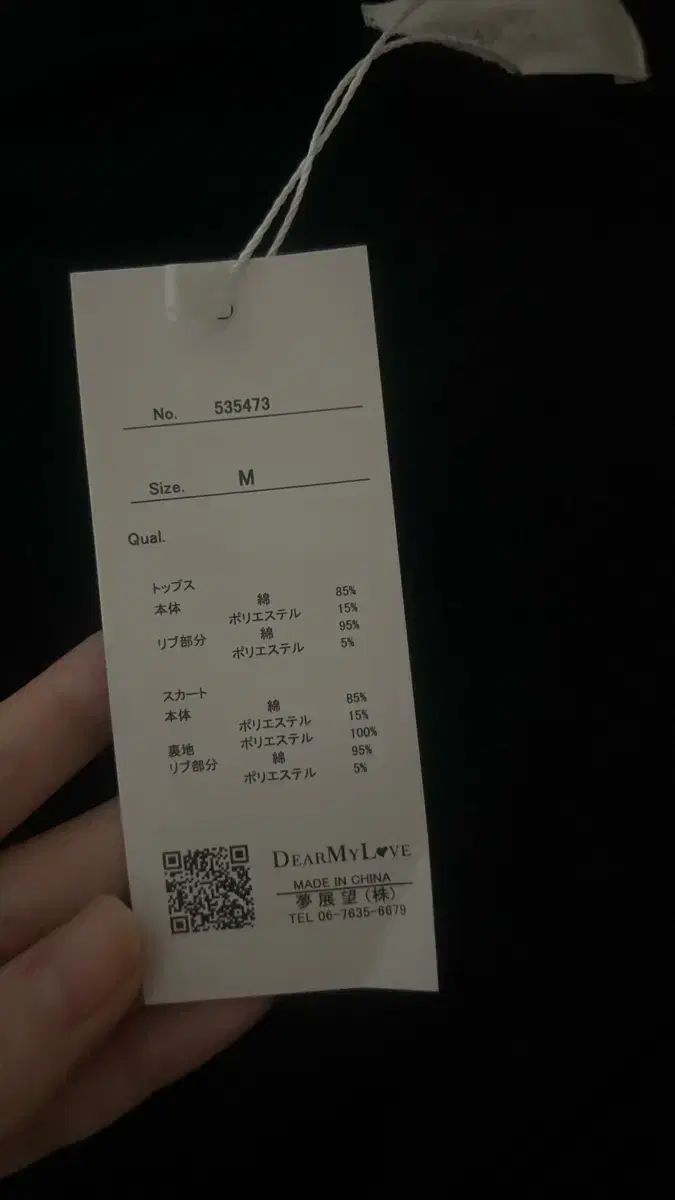 No. 535473
Size. M
Qual.
トップス
本体 綿 85%
ポリエステル 15%
リブ部分 綿 95%
ポリエステル 5%
スカート
本体 綿 85%
ポリエステル 15%
裏地 ポリエステル 100%
リブ部分 綿 95%
ポリエステル 5%
DEARMYL♥VE
MADE IN CHINA
夢展望(株)
TEL 06-7635-6679